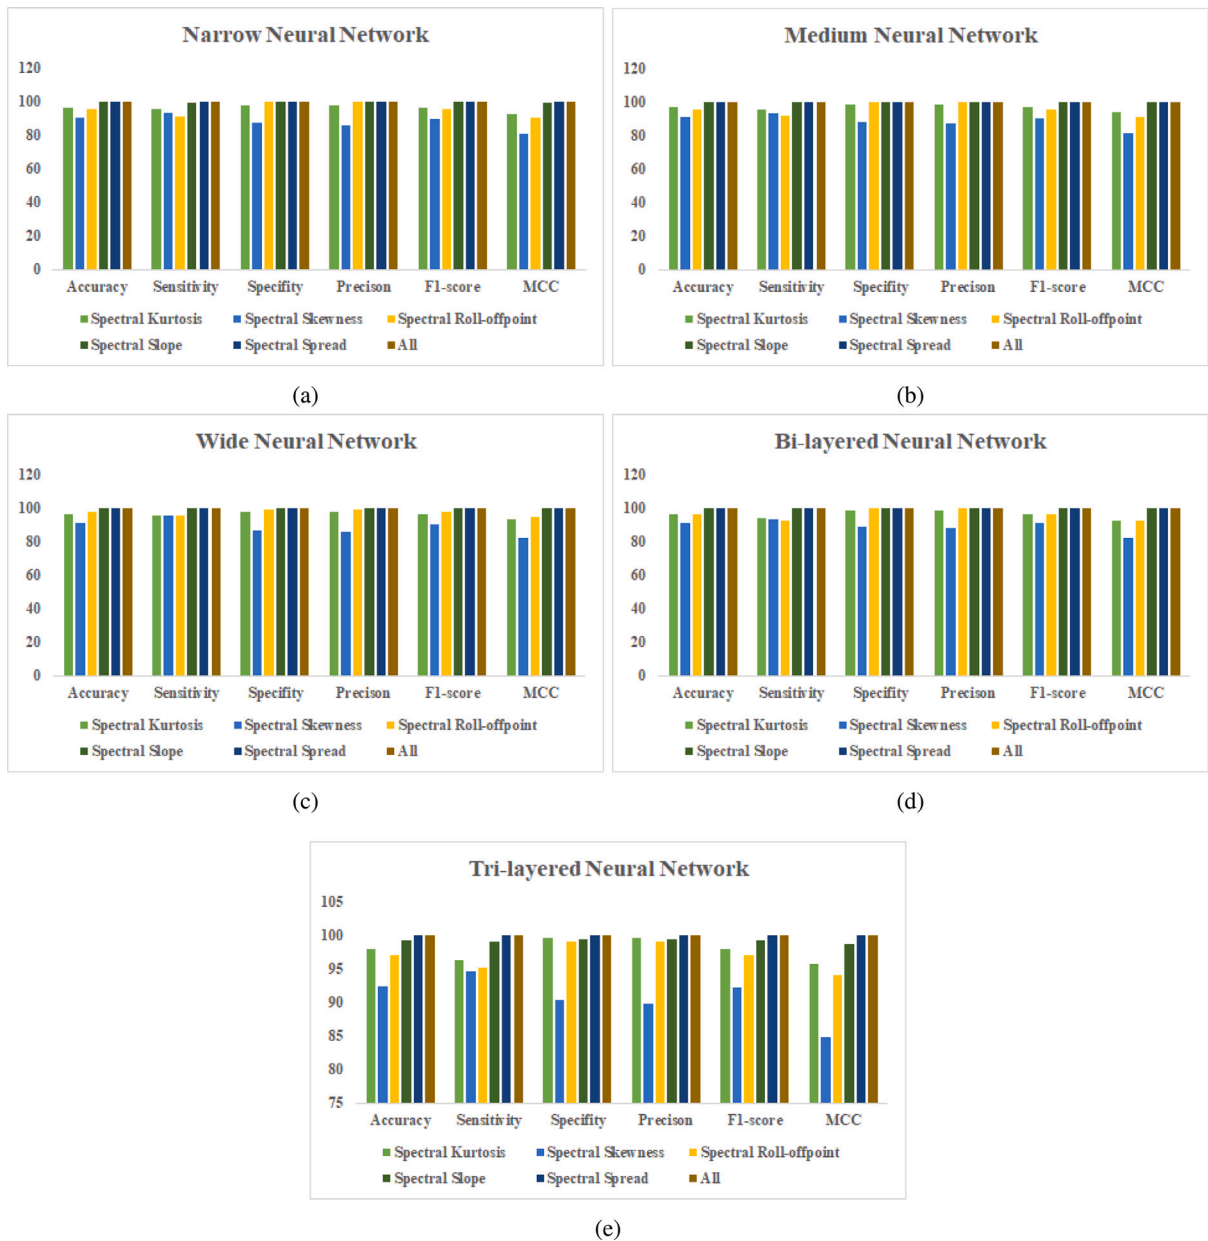 Narrow Neural Network
120
100
80
60
40
20
0
Accuracy Sensitivity Specifity Precison F1-score MCC
Spectral Kurtosis Spectral Skewness Spectral Roll-offpoint
Spectral Slope Spectral Spread All
(a)
Medium Neural Network
120
100
80
60
40
20
0
Accuracy Sensitivity Specifity Precison F1-score MCC
Spectral Kurtosis Spectral Skewness Spectral Roll-offpoint
Spectral Slope Spectral Spread All
(b)
Wide Neural Network
120
100
80
60
40
20
0
Accuracy Sensitivity Specifity Precison F1-score MCC
Spectral Kurtosis Spectral Skewness Spectral Roll-offpoint
Spectral Slope Spectral Spread All
(c)
Bi-layered Neural Network
120
100
80
60
40
20
0
Accuracy Sensitivity Specifity Precison F1-score MCC
Spectral Kurtosis Spectral Skewness Spectral Roll-offpoint
Spectral Slope Spectral Spread All
(d)
Tri-layered Neural Network
105
100
95
90
85
80
75
Accuracy Sensitivity Specifity Precison F1-score MCC
Spectral Kurtosis Spectral Skewness Spectral Roll-offpoint
Spectral Slope Spectral Spread All
(e)